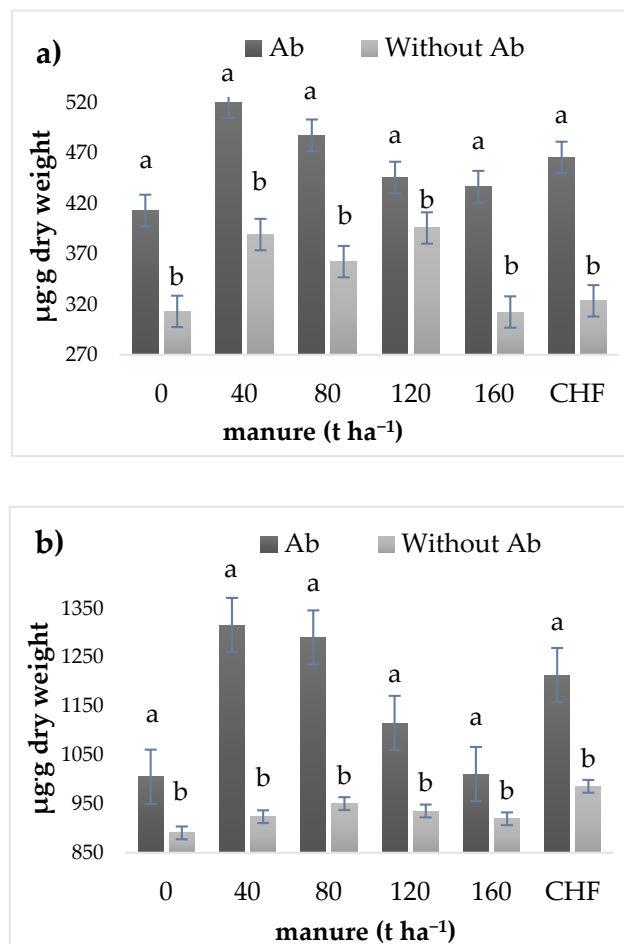 a)
Ab Without Ab
520
470
420
370
320
270
µg·g dry weight
a a a a a a
b b b b b b
0 40 80 120 160 CHF
manure (t ha⁻¹)
b)
Ab Without Ab
1350
1250
1150
1050
950
850
µg·g dry weight
a a a a a a
b b b b b b
0 40 80 120 160 CHF
manure (t ha⁻¹)